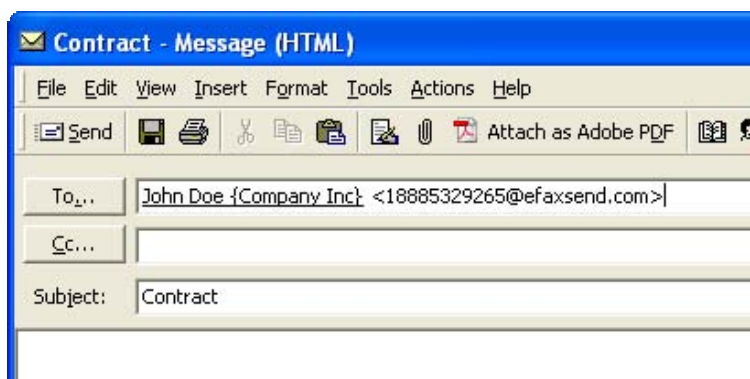 Contract - Message (HTML)
File Edit View Insert Format Tools Actions Help
Send Attach as Adobe PDF
To... John Doe {Company Inc} <18885329265@efaxsend.com>
Cc...
Subject: Contract